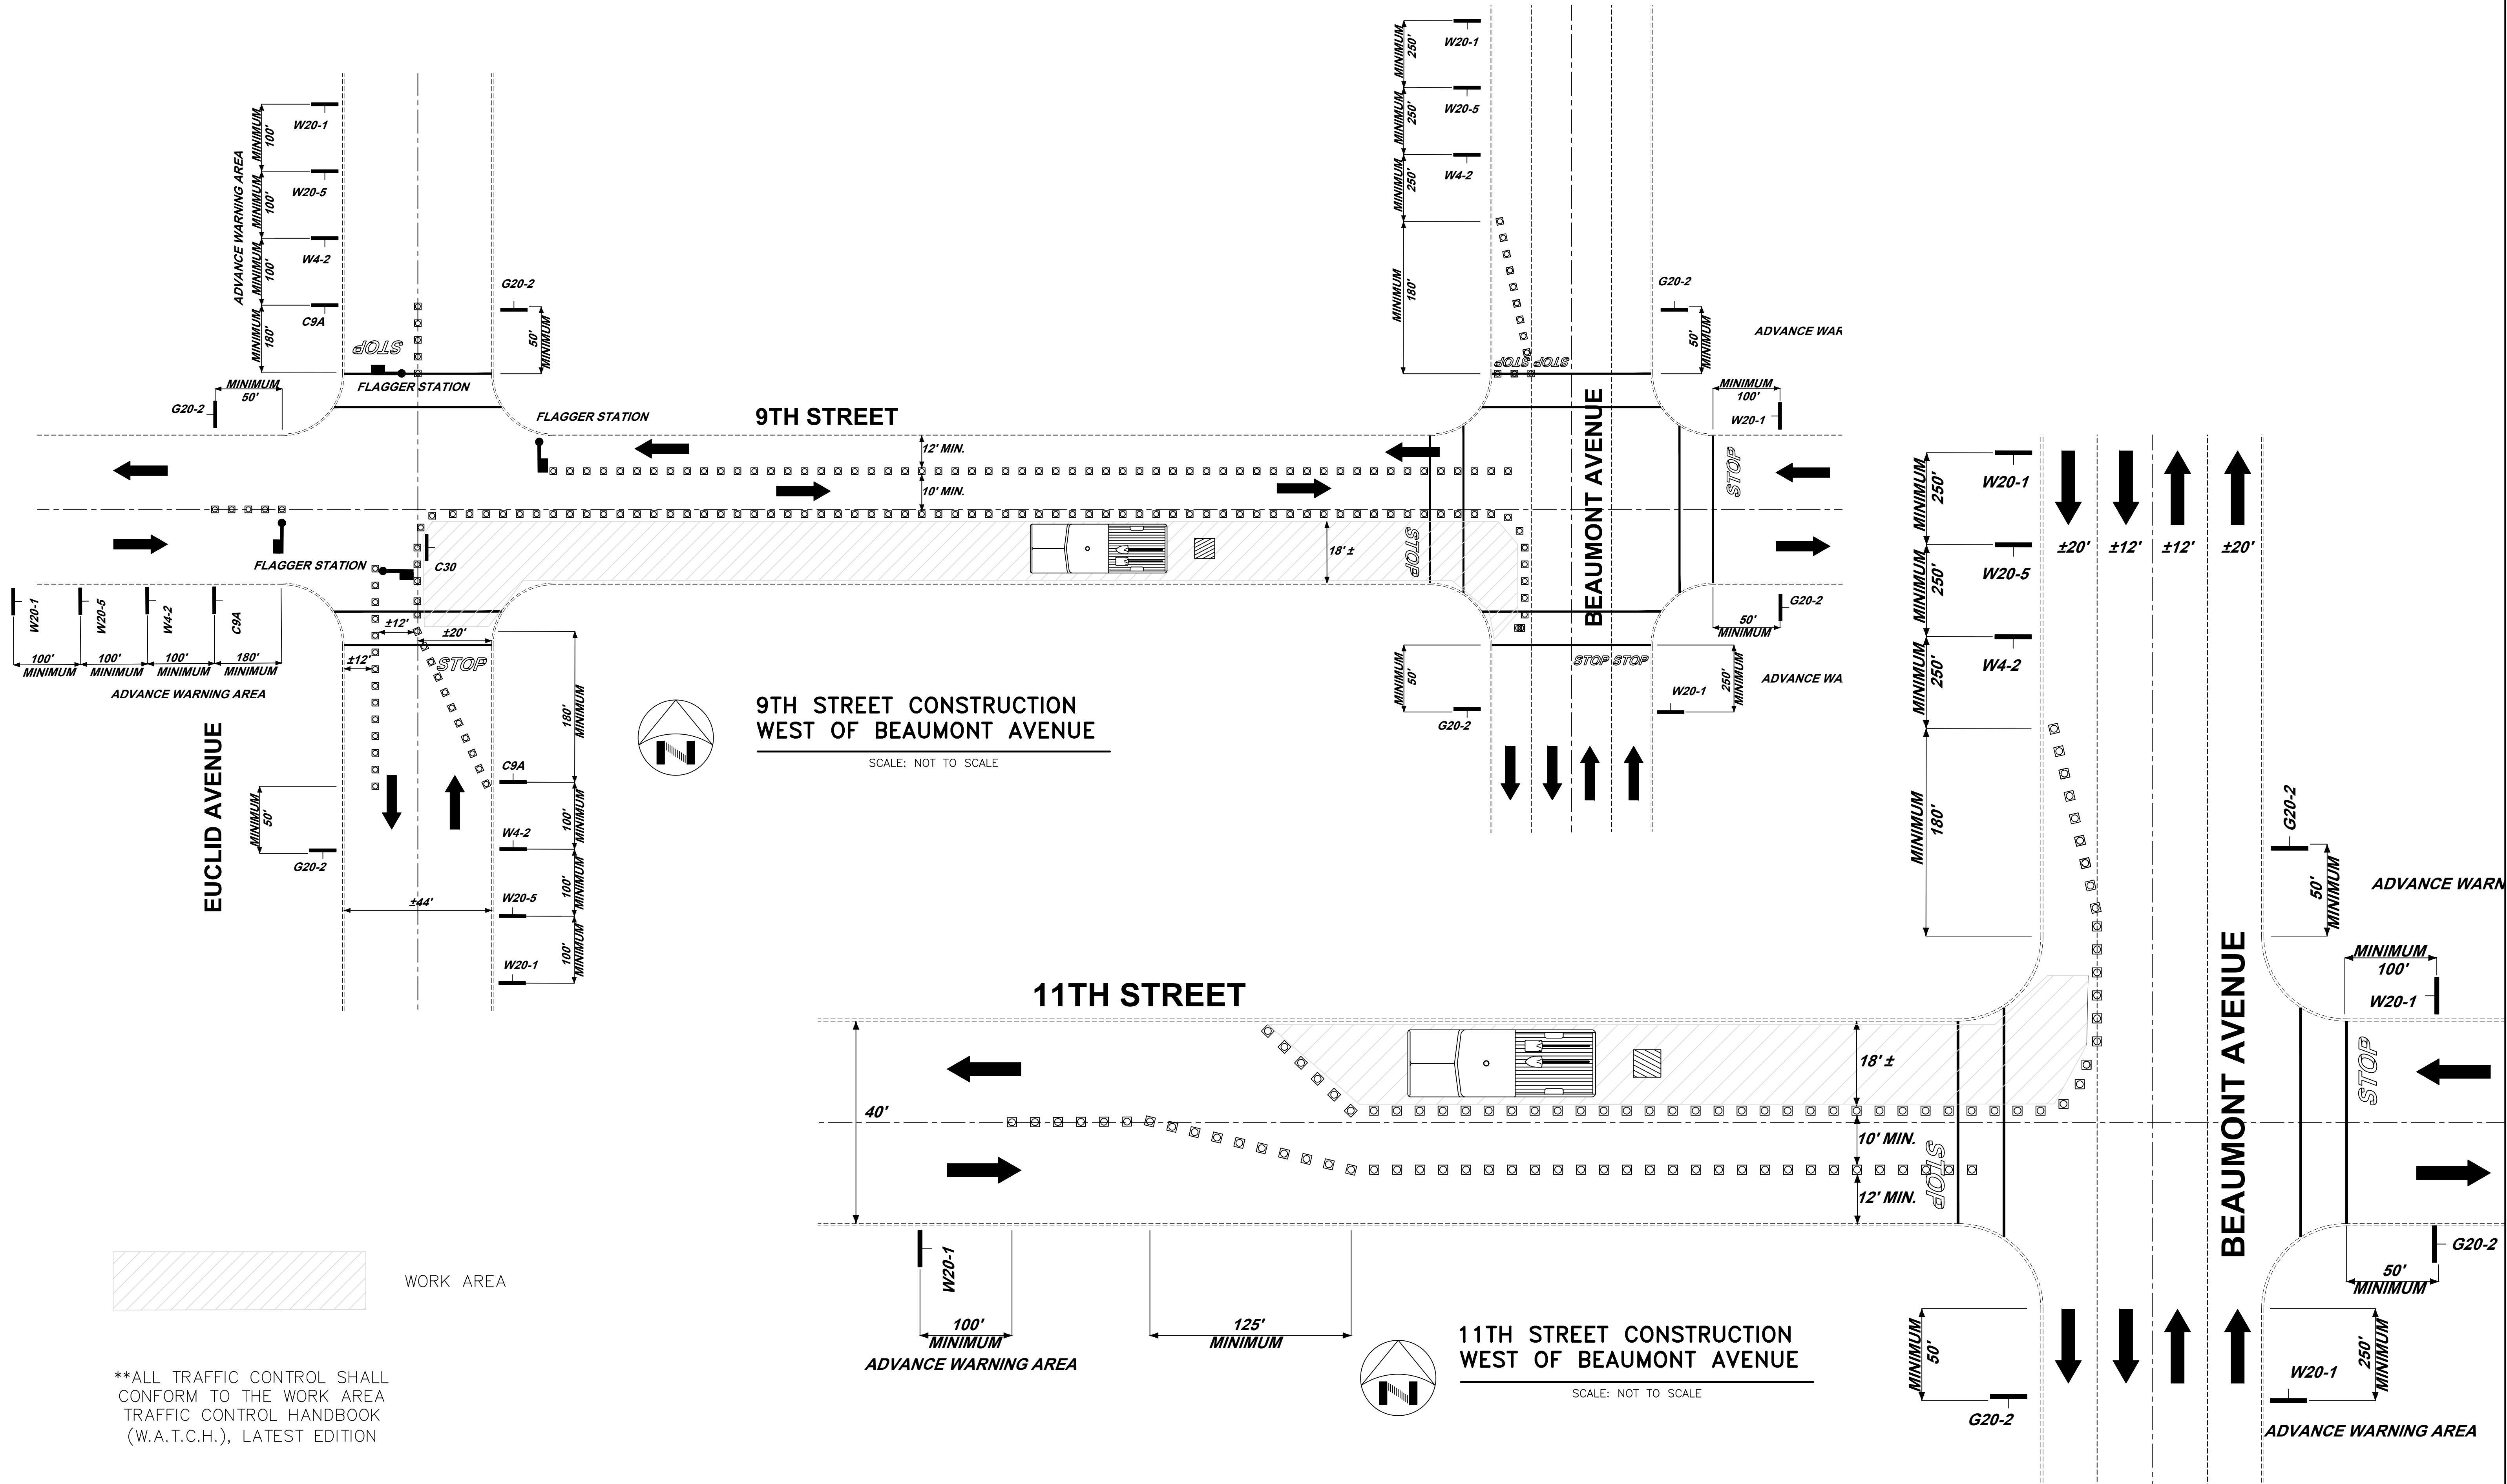 MINIMUM
100'
W20-1
MINIMUM
100'
W20-5
MINIMUM
100'
W4-2
MINIMUM
180'
C9A
ADVANCE WARNING AREA
STOP
FLAGGER STATION
G20-2
50'
MINIMUM
MINIMUM
50'
G20-2
FLAGGER STATION
9TH STREET
12' MIN.
10' MIN.
FLAGGER STATION
C30
18' ±
STOP
W20-1
W20-5
W4-2
C9A
100'
MINIMUM
100'
MINIMUM
100'
MINIMUM
180'
MINIMUM
ADVANCE WARNING AREA
±12'
±20'
±12'
STOP
180'
MINIMUM
C9A
100'
MINIMUM
W4-2
100'
MINIMUM
W20-5
100'
MINIMUM
W20-1
EUCLID AVENUE
MINIMUM
50'
G20-2
±44'
N
9TH STREET CONSTRUCTION
WEST OF BEAUMONT AVENUE
SCALE: NOT TO SCALE
MINIMUM
250'
W20-1
MINIMUM
250'
W20-5
MINIMUM
250'
W4-2
MINIMUM
180'
STOP STOP
G20-2
50'
MINIMUM
ADVANCE WAR
MINIMUM
100'
W20-1
STOP
BEAUMONT AVENUE
G20-2
50'
MINIMUM
STOP STOP
MINIMUM
50'
G20-2
W20-1
250'
MINIMUM
ADVANCE WA
MINIMUM
250'
W20-1
MINIMUM
250'
W20-5
MINIMUM
250'
W4-2
MINIMUM
180'
±20'
±12'
±12'
±20'
G20-2
50'
MINIMUM
ADVANCE WARN
MINIMUM
100'
W20-1
STOP
BEAUMONT AVENUE
G20-2
50'
MINIMUM
11TH STREET
40'
18' ±
10' MIN.
12' MIN.
STOP
W20-1
100'
MINIMUM
ADVANCE WARNING AREA
125'
MINIMUM
N
11TH STREET CONSTRUCTION
WEST OF BEAUMONT AVENUE
SCALE: NOT TO SCALE
MINIMUM
50'
G20-2
W20-1
250'
MINIMUM
ADVANCE WARNING AREA
WORK AREA
**ALL TRAFFIC CONTROL SHALL
CONFORM TO THE WORK AREA
TRAFFIC CONTROL HANDBOOK
(W.A.T.C.H.), LATEST EDITION